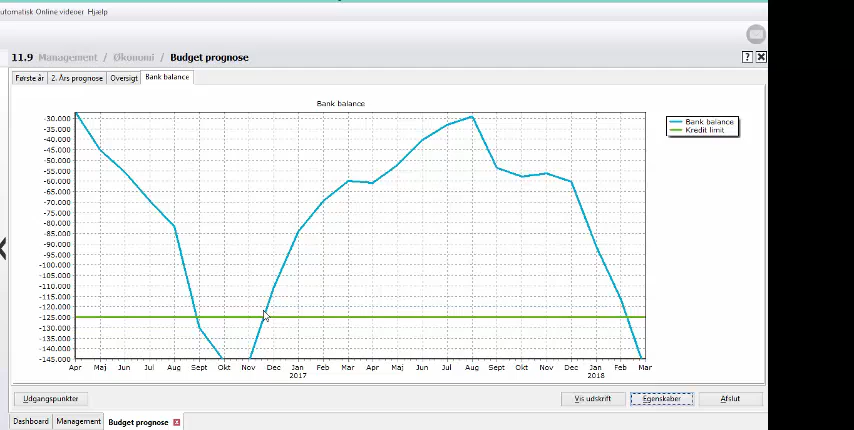 utomatisk Online videoer Hjælp
11.9 Management / Økonomi / Budget prognose
Første år 2. Års prognose Oversigt Bank balance
Bank balance
Bank balance
Kredit limit
-30.000
-35.000
-40.000
-45.000
-50.000
-55.000
-60.000
-65.000
-70.000
-75.000
-80.000
-85.000
-90.000
-95.000
-100.000
-105.000
-110.000
-115.000
-120.000
-125.000
-130.000
-135.000
-140.000
-145.000
Apr Maj Jun Jul Aug Sept Okt Nov Dec Jan Feb Mar Apr Maj Jun Jul Aug Sept Okt Nov Dec Jan Feb Mar
2017 2018
Udgangspunkter Vis udskrift Egenskaber Afslut
Dashboard Management Budget prognose